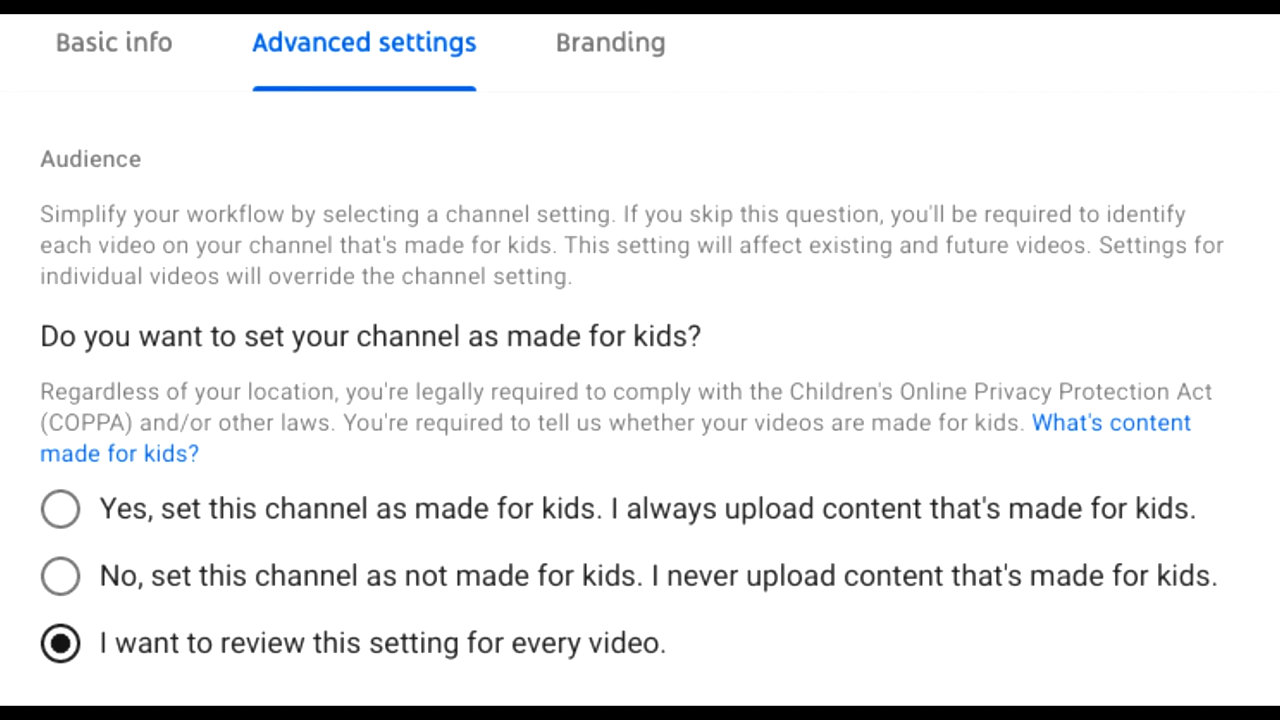 Basic info Advanced settings Branding
Audience
Simplify your workflow by selecting a channel setting. If you skip this question, you'll be required to identify
each video on your channel that's made for kids. This setting will affect existing and future videos. Settings for
individual videos will override the channel setting.
Do you want to set your channel as made for kids?
Regardless of your location, you're legally required to comply with the Children's Online Privacy Protection Act
(COPPA) and/or other laws. You're required to tell us whether your videos are made for kids. What's content
made for kids?
Yes, set this channel as made for kids. I always upload content that's made for kids.
No, set this channel as not made for kids. I never upload content that's made for kids.
I want to review this setting for every video.